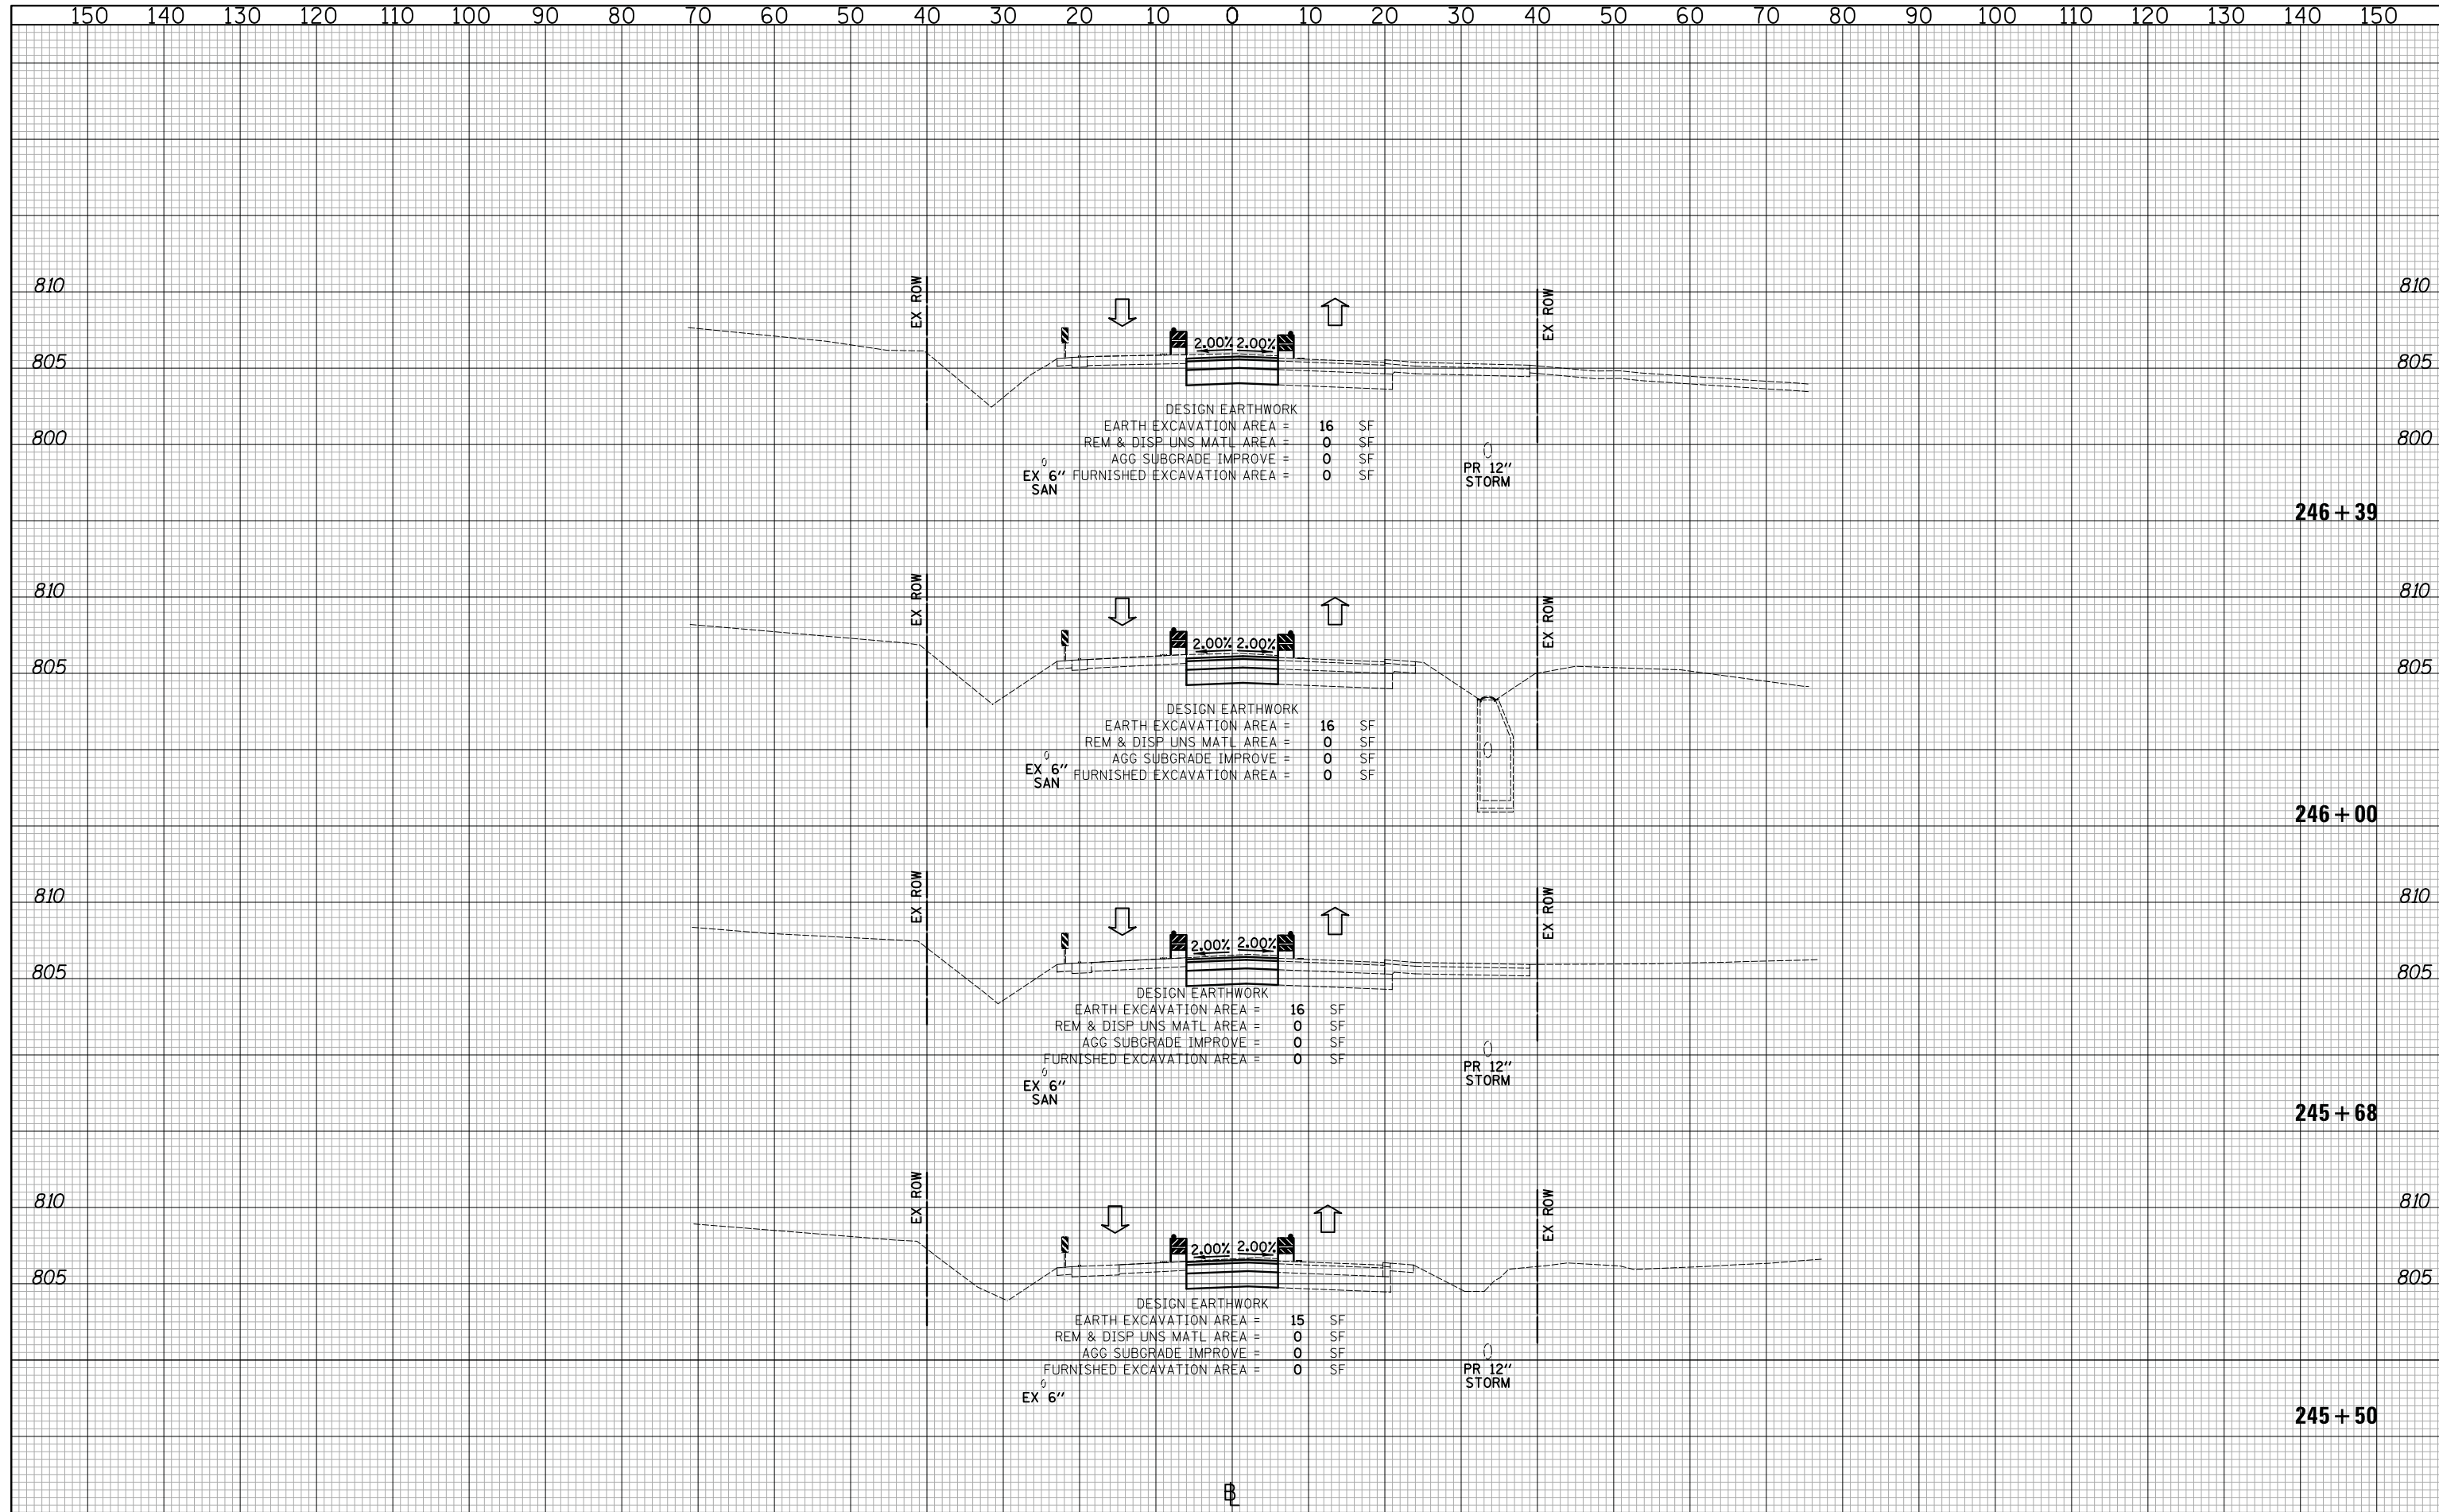 150 140 130 120 110 100 90 80 70 60 50 40 30 20 10 0 10 20 30 40 50 60 70 80 90 100 110 120 130 140 150
810 EX ROW EX ROW 810
2.00% 2.00%
805 805
DESIGN EARTHWORK
EARTH EXCAVATION AREA = 16 SF
800 REM & DISP UNS MATL AREA = 0 SF 800
AGG SUBGRADE IMPROVE = 0 SF
FURNISHED EXCAVATION AREA = 0 SF
EX 6" PR 12"
SAN STORM
246+39
810 EX ROW EX ROW 810
2.00% 2.00%
805 805
DESIGN EARTHWORK
EARTH EXCAVATION AREA = 16 SF
REM & DISP UNS MATL AREA = 0 SF
AGG SUBGRADE IMPROVE = 0 SF
FURNISHED EXCAVATION AREA = 0 SF
EX 6"
SAN
246+00
810 EX ROW EX ROW 810
2.00% 2.00%
805 805
DESIGN EARTHWORK
EARTH EXCAVATION AREA = 16 SF
REM & DISP UNS MATL AREA = 0 SF
AGG SUBGRADE IMPROVE = 0 SF
FURNISHED EXCAVATION AREA = 0 SF
EX 6" PR 12"
SAN STORM
245+68
810 EX ROW EX ROW 810
2.00% 2.00%
805 805
DESIGN EARTHWORK
EARTH EXCAVATION AREA = 15 SF
REM & DISP UNS MATL AREA = 0 SF
AGG SUBGRADE IMPROVE = 0 SF
FURNISHED EXCAVATION AREA = 0 SF
EX 6" PR 12"
STORM
245+50
BL